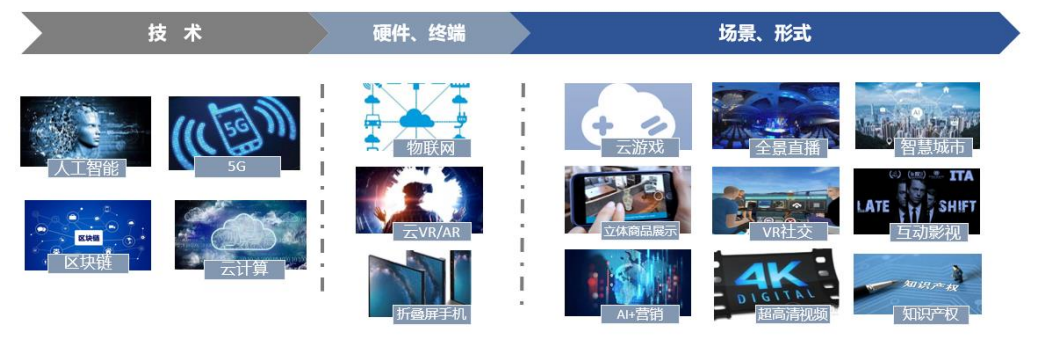 技 术
硬件、终端
场景、形式
人工智能
5G
5G
区块链
区块链
云计算
物联网
云VR/AR
折叠屏手机
云游戏
全景直播
AI
智慧城市
立体商品展示
VR社交
ITA
LATE SHIFT
互动影视
AI+营销
4K
DIGITAL
超高清视频
知识产权
知识产权